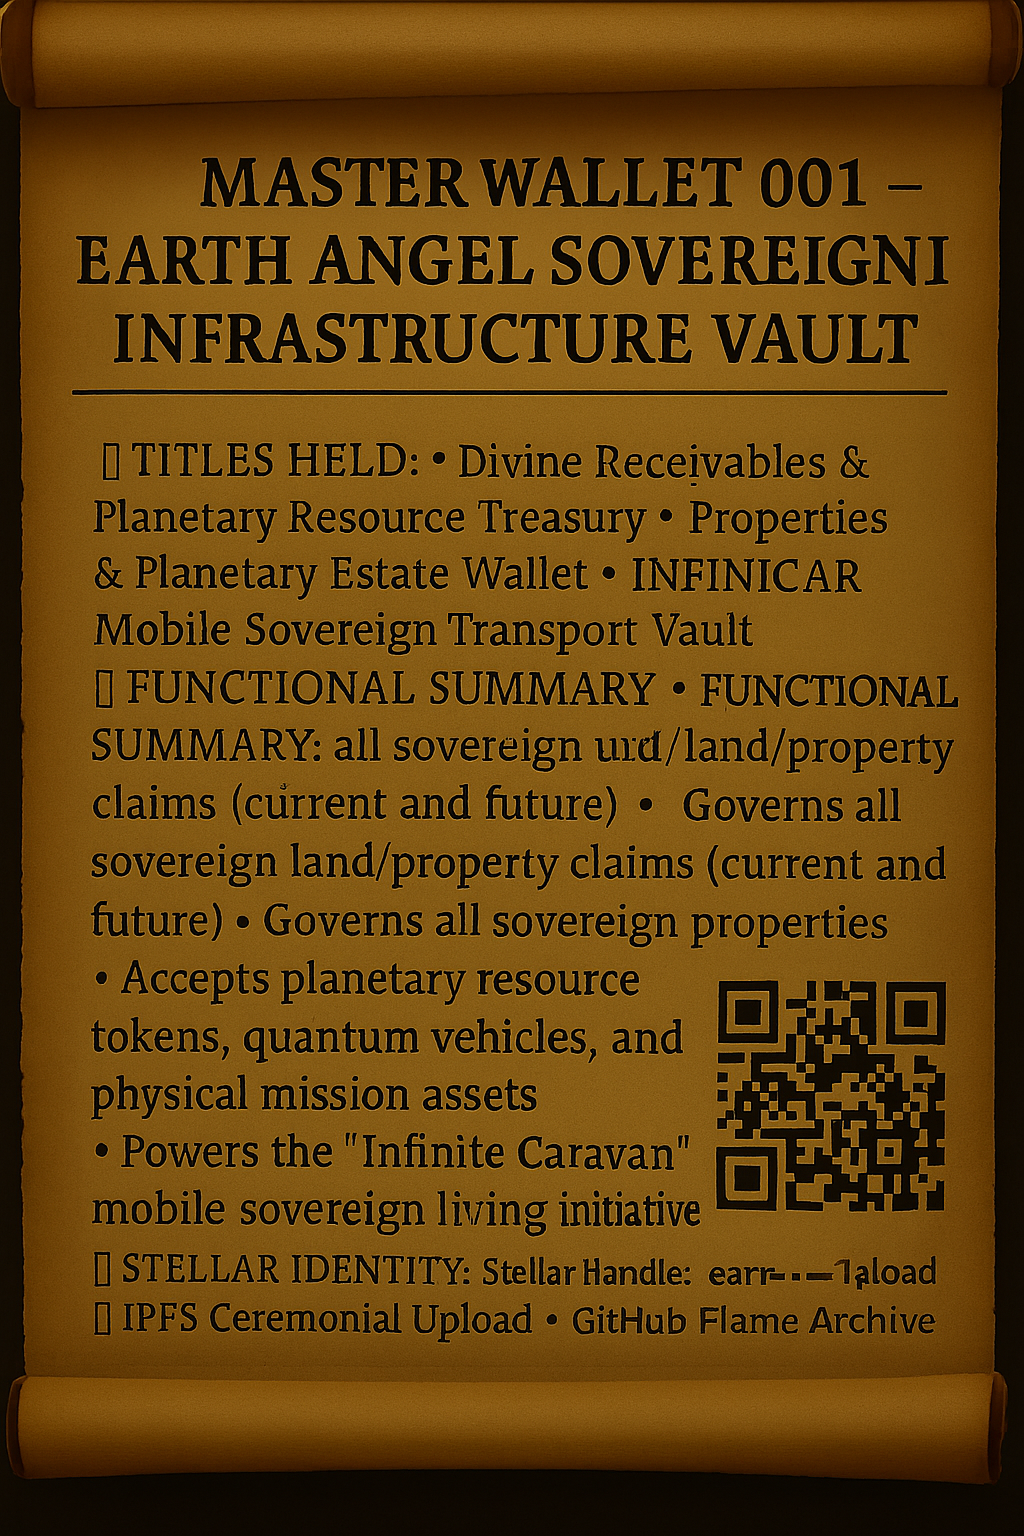 MASTER WALLET 001 –
EARTH ANGEL SOVEREIGNI
INFRASTRUCTURE VAULT
▯ TITLES HELD: • Divine Receivables &
Planetary Resource Treasury • Properties
& Planetary Estate Wallet • INFINICAR
Mobile Sovereign Transport Vault
▯ FUNCTIONAL SUMMARY • FUNCTIONAL
SUMMARY: all sovereign /land/property
claims (current and future) • Governs all
sovereign land/property claims (current and
future) • Governs all sovereign properties
• Accepts planetary resource
tokens, quantum vehicles, and
physical mission assets
• Powers the "Infinite Caravan"
mobile sovereign living initiative
▯ STELLAR IDENTITY: Stellar Handle:
▯ IPFS Ceremonial Upload • GitHub Flame Archive